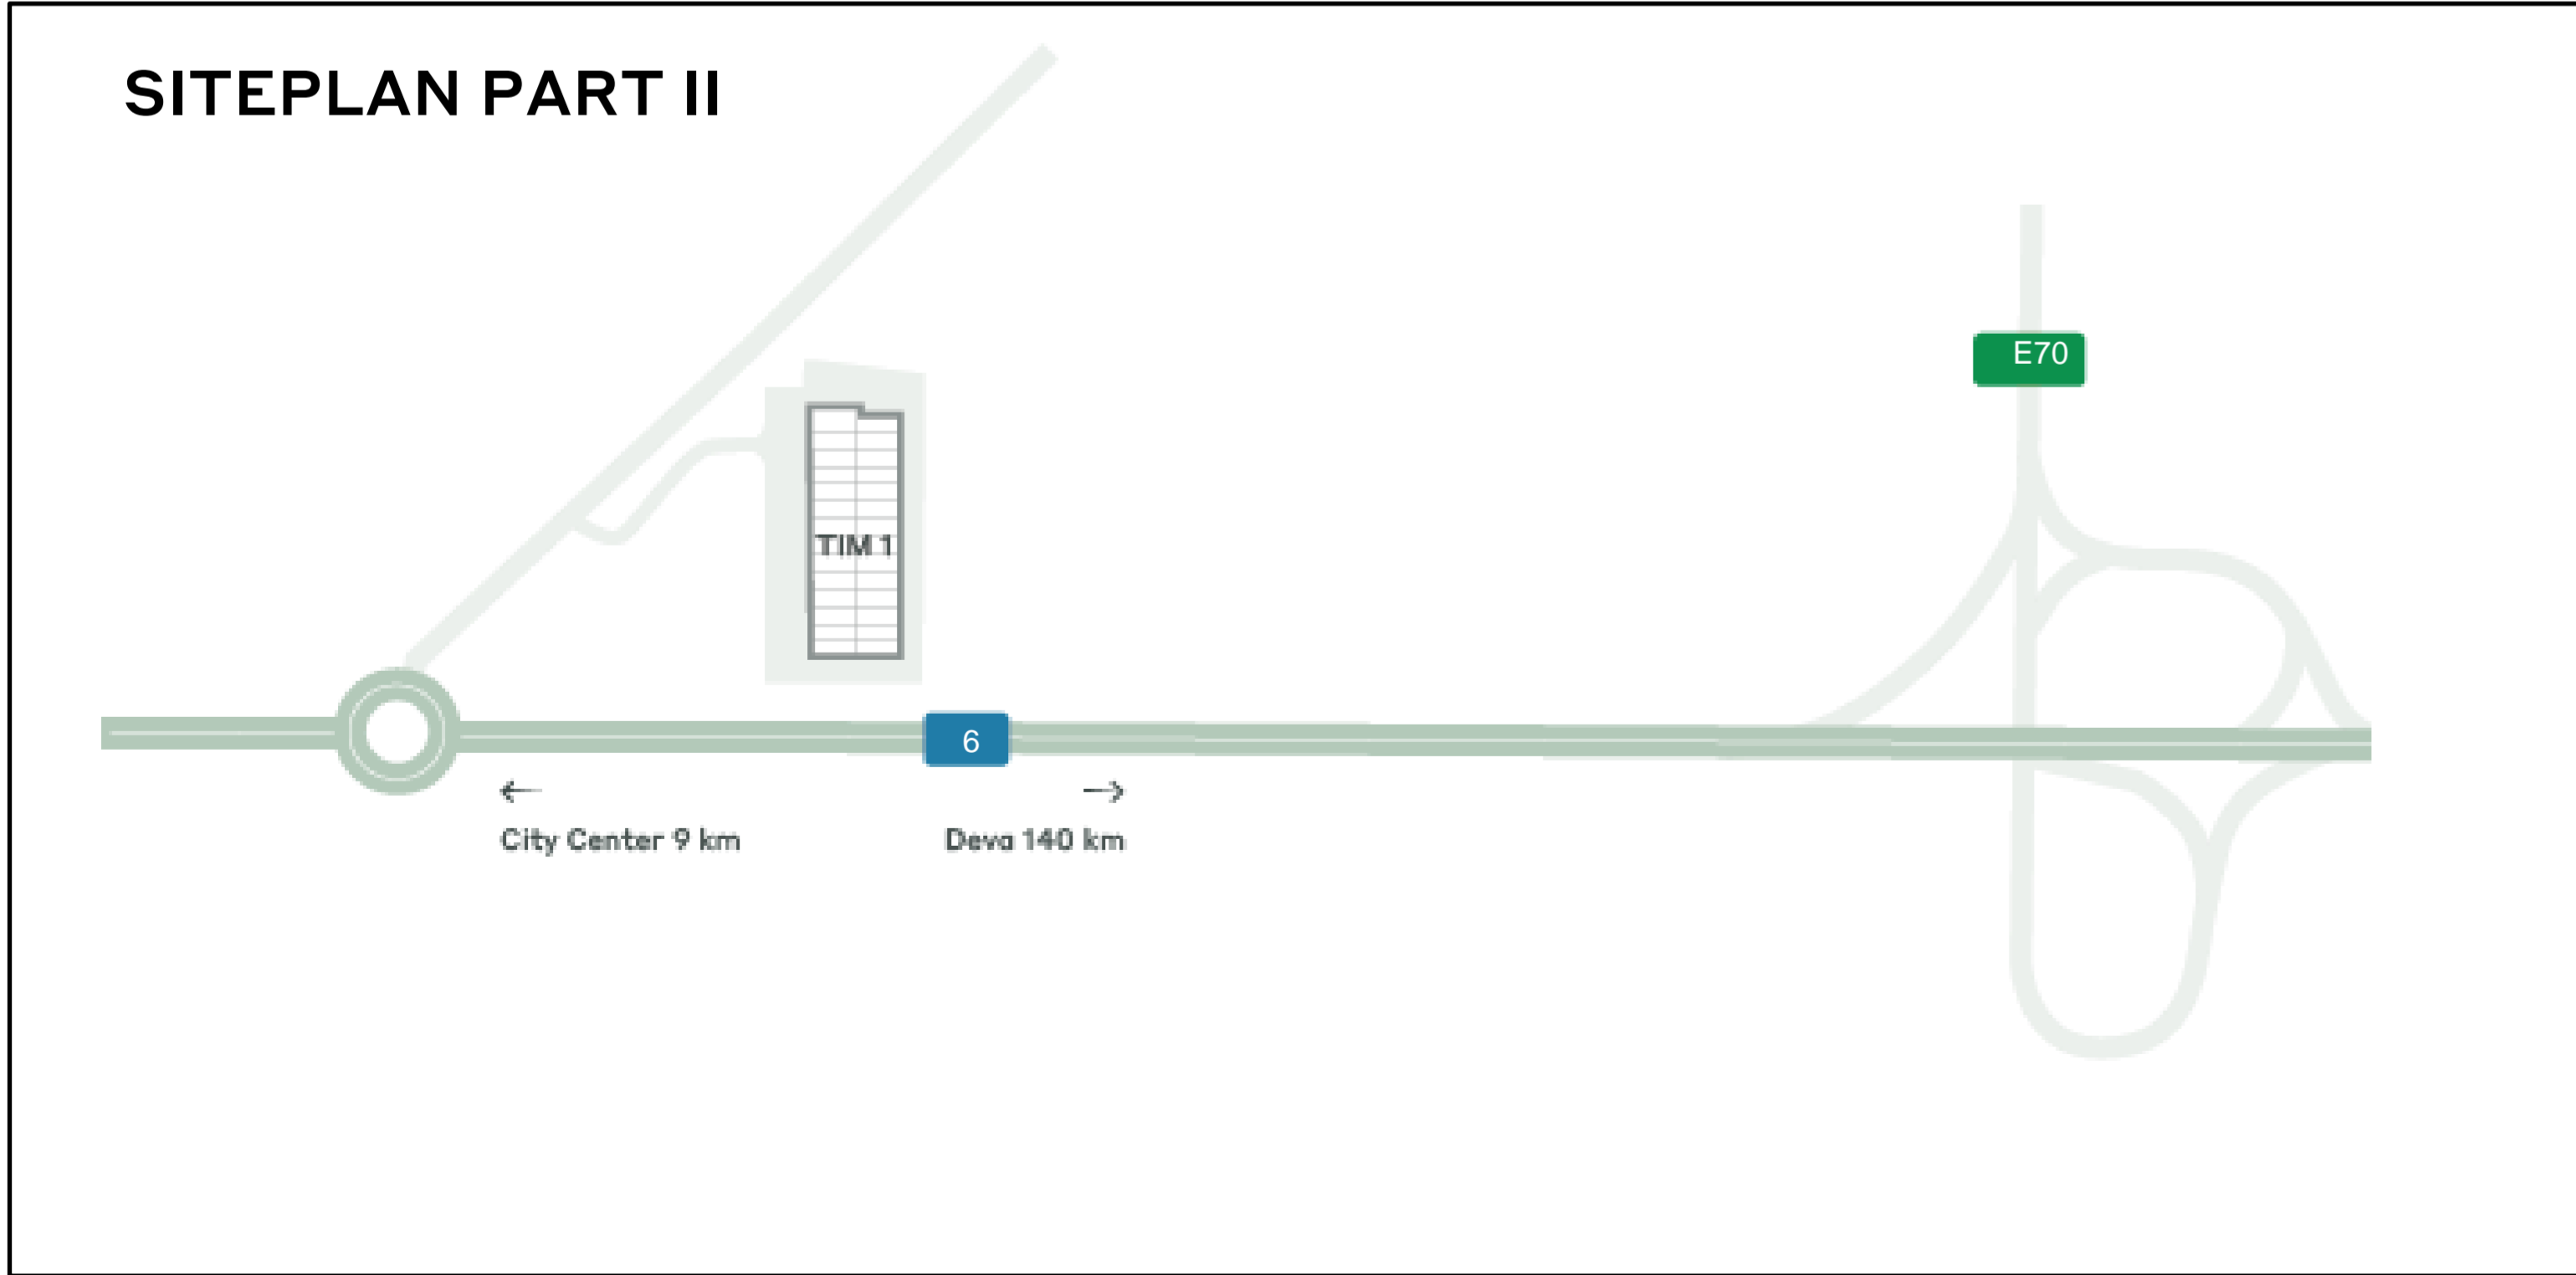 SITEPLAN PART II
E70
TIM 1
6
City Center 9 km
Deva 140 km